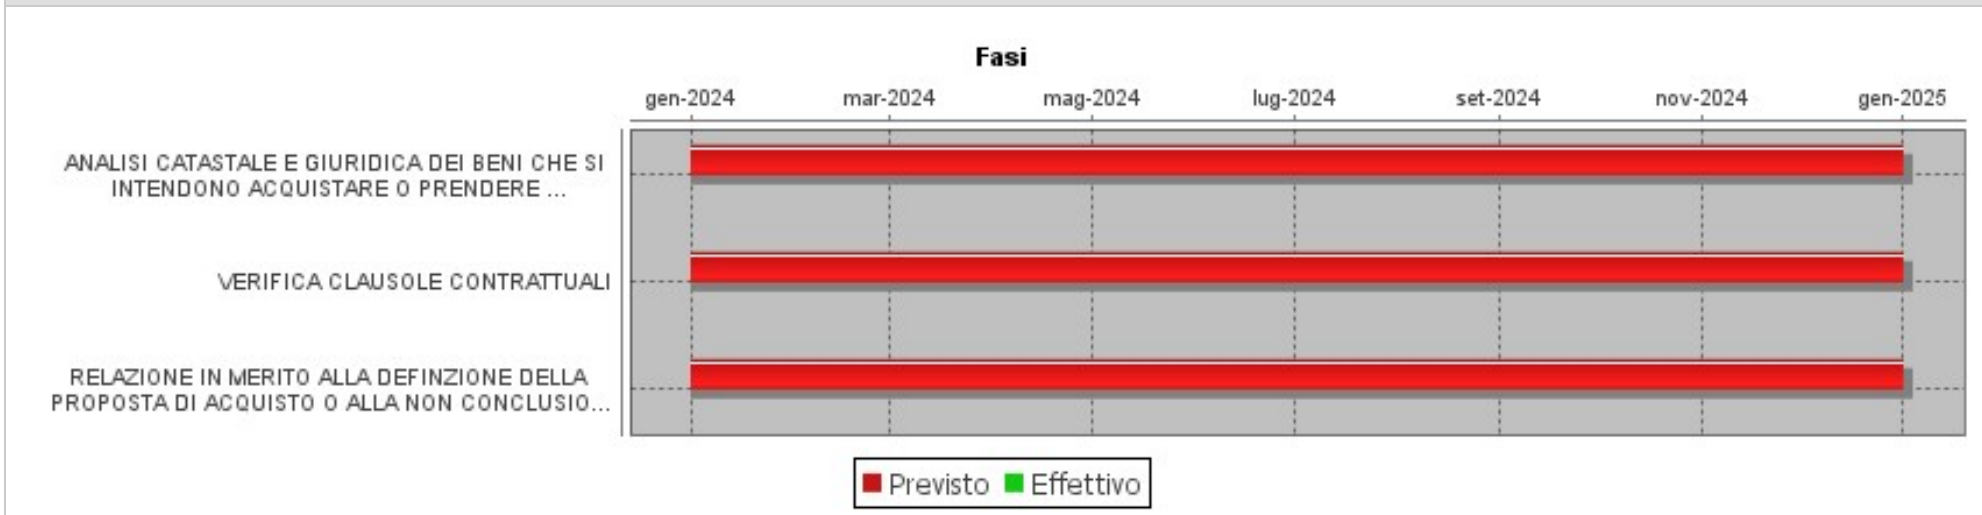 Fasi
gen-2024 mar-2024 mag-2024 lug-2024 set-2024 nov-2024 gen-2025
ANALISI CATASTALE E GIURIDICA DEI BENI CHE SI
INTENDONO ACQUISTARE O PRENDERE ...
VERIFICA CLAUSOLE CONTRATTUALI
RELAZIONE IN MERITO ALLA DEFINZIONE DELLA
PROPOSTA DI ACQUISTO O ALLA NON CONCLUSIO...
Previsto Effettivo